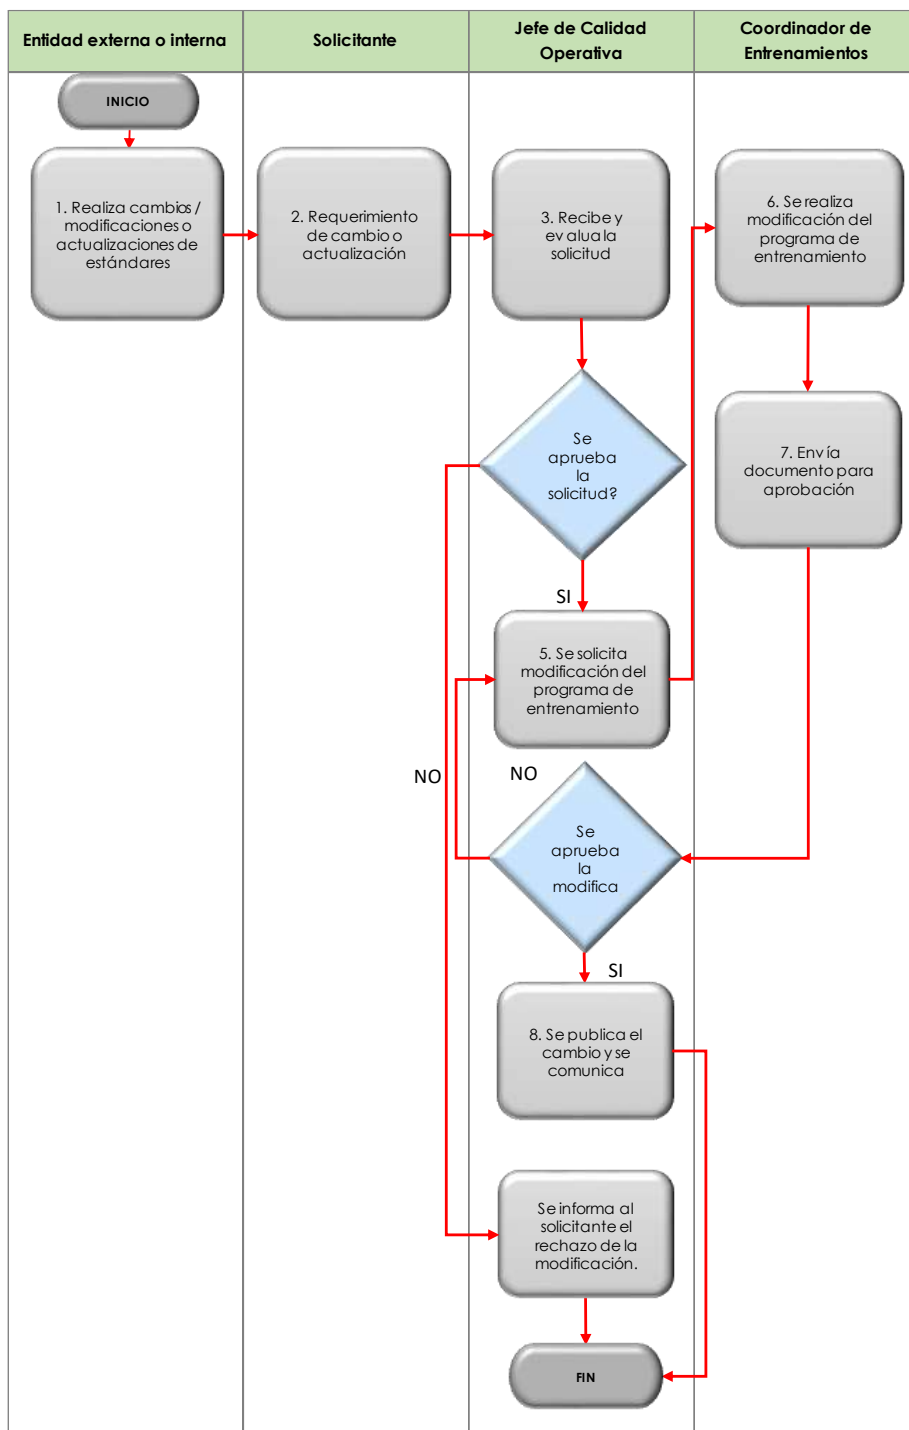 Entidad externa o interna
Solicitante
Jefe de Calidad
Operativa
Coordinador de
Entrenamientos
INICIO
1. Realiza cambios /
modificaciones o
actualizaciones de
estándares
2. Requerimiento
de cambio o
actualización
3. Recibe y
evalua la
solicitud
6. Se realiza
modificación del
programa de
entrenamiento
Se
aprueba
la
solicitud?
7. Envía
documento para
aprobación
SI
5. Se solicita
modificación del
programa de
entrenamiento
NO
NO
Se
aprueba
la
modifica
SI
8. Se publica el
cambio y se
comunica
Se informa al
solicitante el
rechazo de la
modificación.
FIN